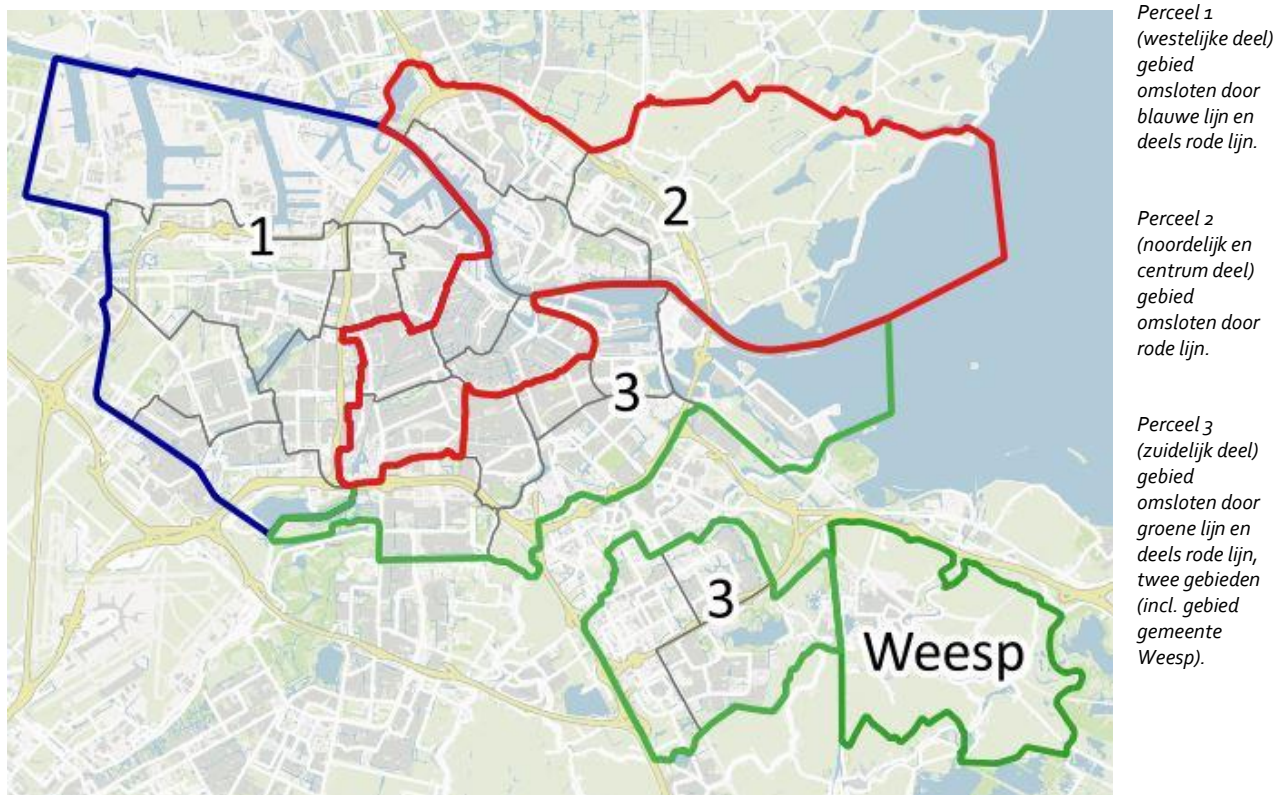 1
2
3
3
Weesp
Perceel 1
(westelijke deel)
gebied
omsloten door
blauwe lijn en
deels rode lijn.
Perceel 2
(noordelijk en
centrum deel)
gebied
omsloten door
rode lijn.
Perceel 3
(zuidelijk deel)
gebied
omsloten door
groene lijn en
deels rode lijn,
twee gebieden
(incl. gebied
gemeente
Weesp).